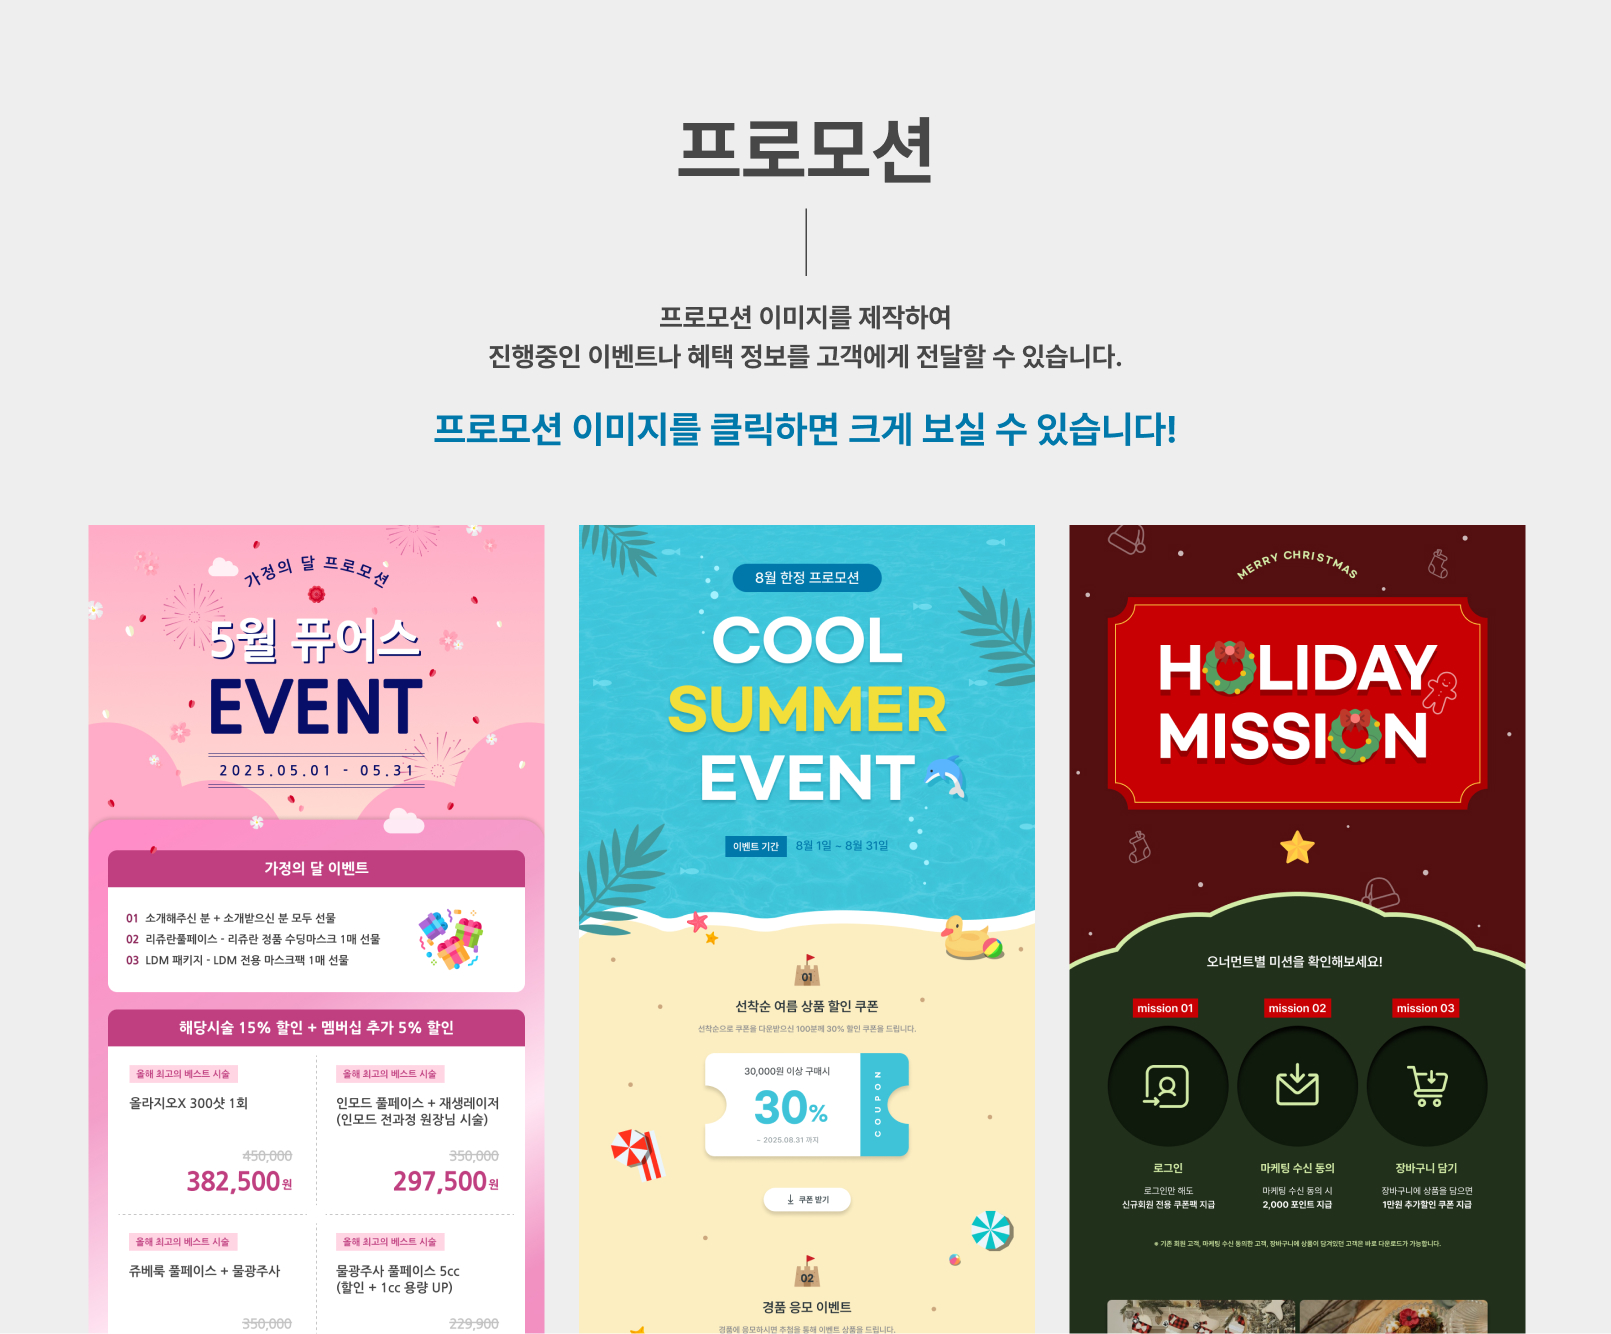 프로모션
프로모션 이미지를 제작하여
진행중인 이벤트나 혜택 정보를 고객에게 전달할 수 있습니다.
프로모션 이미지를 클릭하면 크게 보실 수 있습니다!
가정의 달 프로모션
5월 퓨어스
EVENT
2025.05.01 - 05.31
가정의 달 이벤트
01 소개해주신 분 + 소개받으신 분 모두 선물
02 리쥬란풀페이스 - 리쥬란 정품 수딩마스크 1매 선물
03 LDM 패키지 - LDM 전용 마스크팩 1매 선물
해당시술 15% 할인 + 멤버십 추가 5% 할인
올해 최고의 베스트 시술
올라지오X 300샷 1회
450,000
382,500원
올해 최고의 베스트 시술
인모드 풀페이스 + 재생레이저
(인모드 전과정 원장님 시술)
350,000
297,500원
올해 최고의 베스트 시술
쥬베룩 풀페이스 + 물광주사
350,000
올해 최고의 베스트 시술
물광주사 풀페이스 5cc
(할인 + 1cc 용량 UP)
229,900
8월 한정 프로모션
COOL
SUMMER
EVENT
이벤트 기간 8월 1일 ~ 8월 31일
01
선착순 여름 상품 할인 쿠폰
선착순으로 쿠폰을 다운받으신 100분께 30% 할인 쿠폰을 드립니다.
30,000원 이상 구매시
30%
~ 2025.08.31 까지
COUPON
쿠폰 받기
02
경품 응모 이벤트
경품에 응모하시면 추첨을 통해 이벤트 상품을 드립니다.
MERRY CHRISTMAS
HOLIDAY
MISSION
오너먼트별 미션을 확인해보세요!
mission 01
로그인
로그인만 해도
신규회원 전용 쿠폰팩 지급
mission 02
마케팅 수신 동의
마케팅 수신 동의 시
2,000 포인트 지급
mission 03
장바구니 담기
장바구니에 상품을 담으면
1만원 추가할인 쿠폰 지급
※ 기존 회원 고객, 마케팅 수신 동의한 고객, 장바구니에 상품이 담겨있던 고객은 바로 다운로드가 가능합니다.